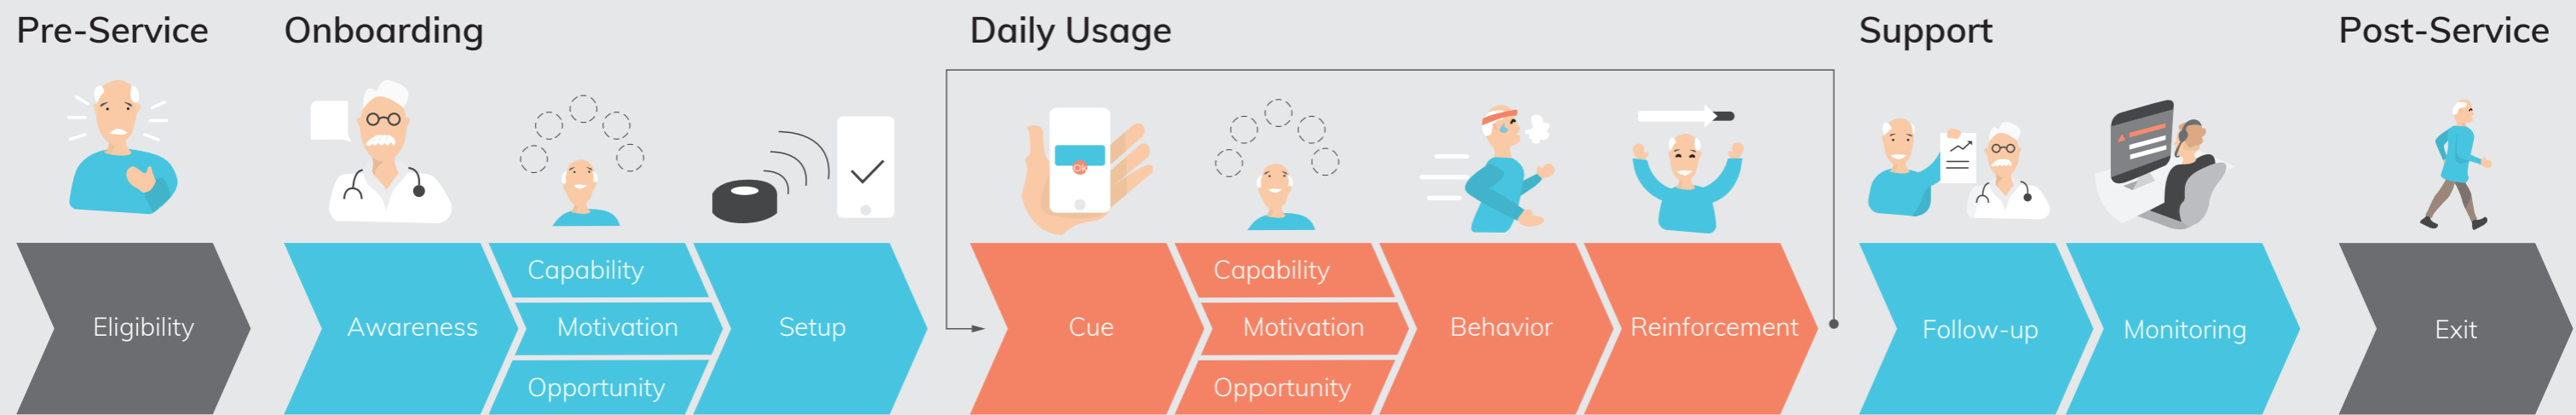 Pre-Service
Onboarding
Daily Usage
Support
Post-Service
Ok
Eligibility
Awareness
Capability
Motivation
Opportunity
Setup
Cue
Capability
Motivation
Opportunity
Behavior
Reinforcement
Follow-up
Monitoring
Exit